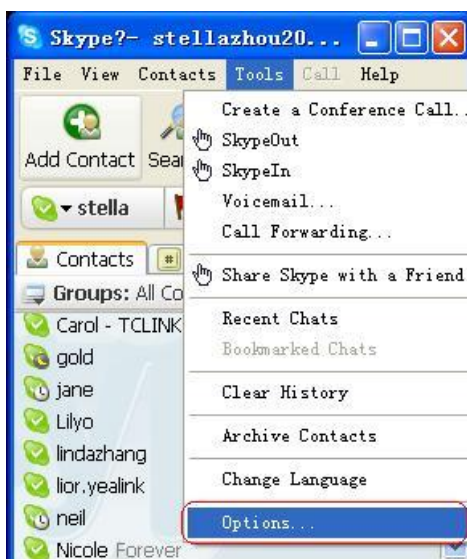 Skype?- stellazhou20...
File View Contacts Tools Call Help
Add Contact
Sear
stella
Contacts
#
Groups: All Co
Carol - TCLINK
gold
jane
Lilyo
lindazhang
lior.yealink
neil
Nicole Forever
Create a Conference Call..
SkypeOut
SkypeIn
Voicemail...
Call Forwarding...
Share Skype with a Friend
Recent Chats
Bookmarked Chats
Clear History
Archive Contacts
Change Language
Options...